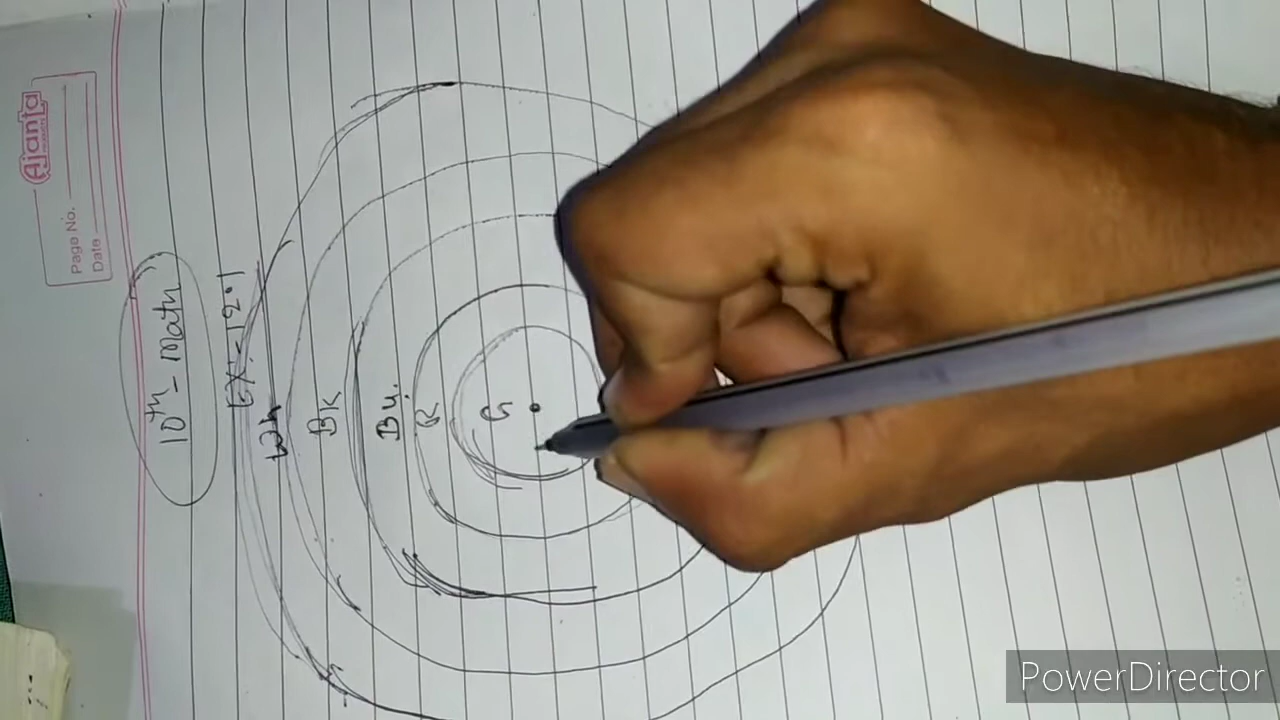 Ajanta
Page No.
Date
10th - Math
Ex:- 12.1
Wh
BK
Bu.
R
G
PowerDirector